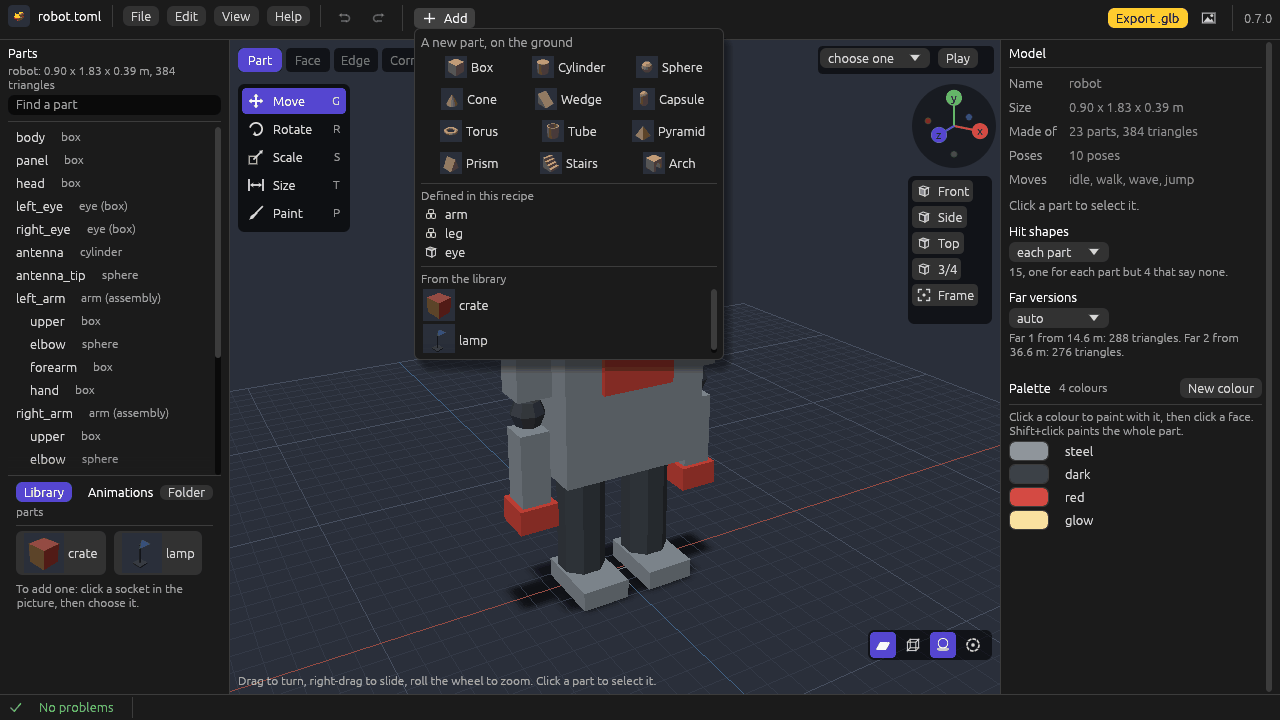 robot.toml
File
Edit
View
Help
Add
Export .glb
0.7.0
Parts
robot: 0.90 x 1.83 x 0.39 m, 384
triangles
Find a part
body box
panel box
head box
left_eye eye (box)
right_eye eye (box)
antenna cylinder
antenna_tip sphere
left_arm arm (assembly)
upper box
elbow sphere
forearm box
hand box
right_arm arm (assembly)
upper box
elbow sphere
Library
Animations
Folder
parts
crate
lamp
To add one: click a socket in the
picture, then choose it.
Part
Face
Edge
Corn
Move G
Rotate R
Scale S
Size T
Paint P
A new part, on the ground
Box
Cylinder
Sphere
Cone
Wedge
Capsule
Torus
Tube
Pyramid
Prism
Stairs
Arch
Defined in this recipe
arm
leg
eye
From the library
crate
lamp
choose one
Play
y
x
z
Front
Side
Top
3/4
Frame
Drag to turn, right-drag to slide, roll the wheel to zoom. Click a part to select it.
Model
Name robot
Size 0.90 x 1.83 x 0.39 m
Made of 23 parts, 384 triangles
Poses 10 poses
Moves idle, walk, wave, jump
Click a part to select it.
Hit shapes
each part
15, one for each part but 4 that say none.
Far versions
auto
Far 1 from 14.6 m: 288 triangles. Far 2 from
36.6 m: 276 triangles.
Palette 4 colours
New colour
Click a colour to paint with it, then click a face.
Shift+click paints the whole part.
steel
dark
red
glow
No problems